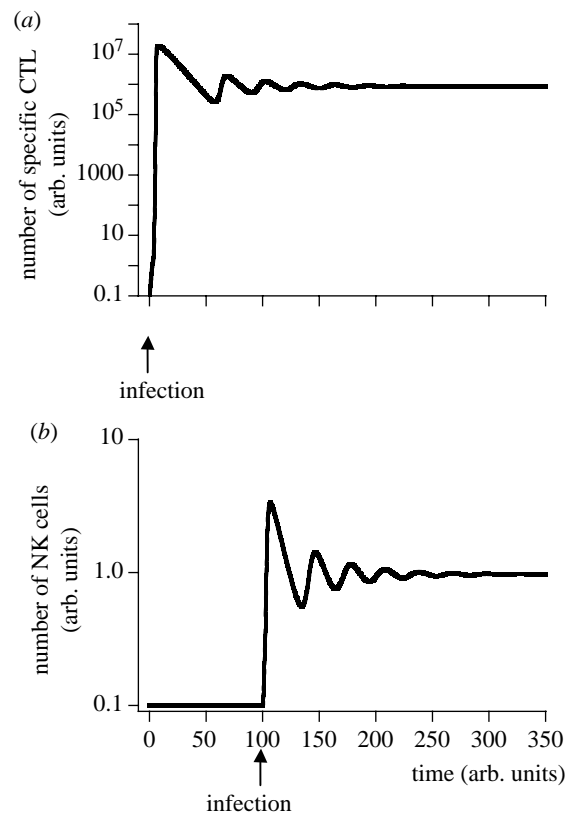 (a)
number of specific CTL
(arb. units)
10⁷
10⁵
1000
10
0.1
infection
(b)
number of NK cells
(arb. units)
10
1.0
0.1
0 50 100 150 200 250 300 350
time (arb. units)
infection